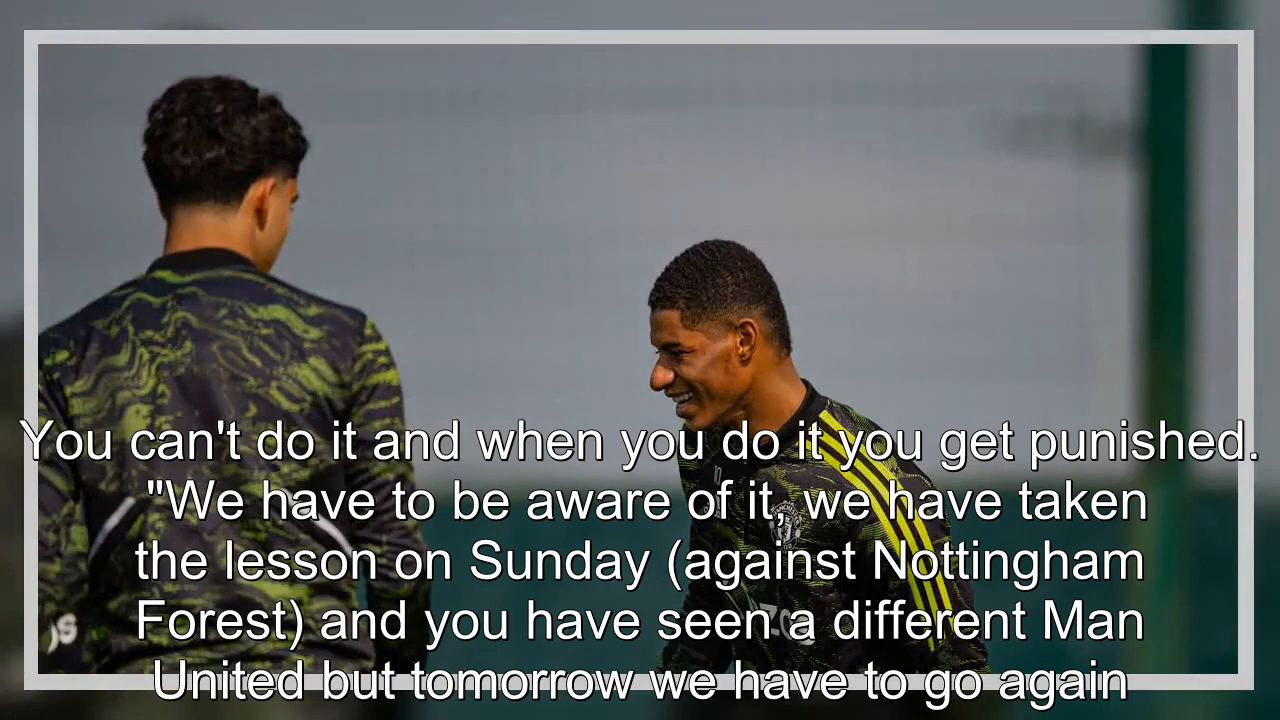 You can't do it and when you do it you get punished.
"We have to be aware of it, we have taken
the lesson on Sunday (against Nottingham
Forest) and you have seen a different Man
United but tomorrow we have to go again